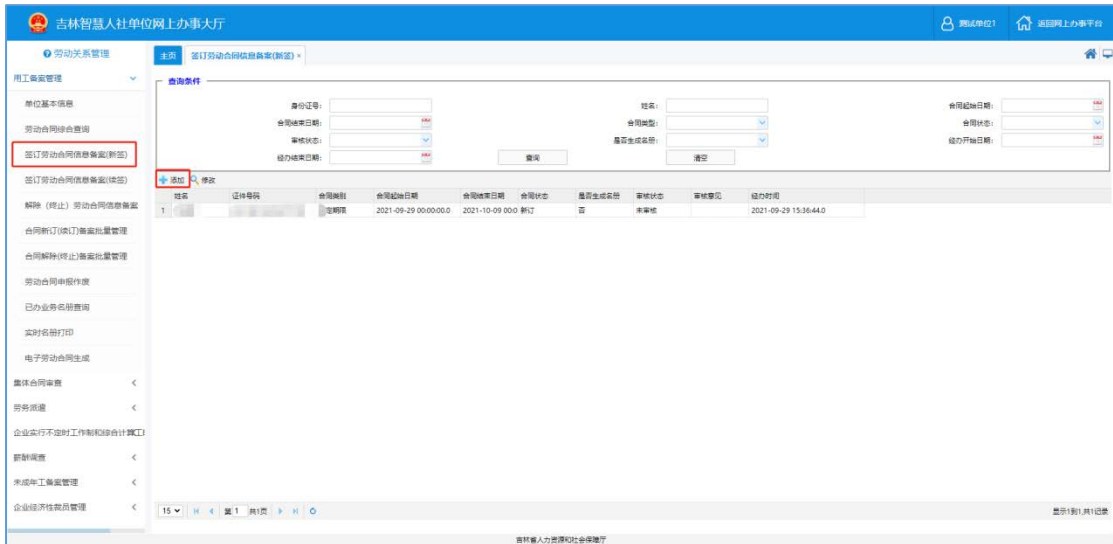 吉林智慧人社单位网上办事大厅
测试单位1
返回网上办事平台
劳动关系管理
主页
签订劳动合同信息备案(新签) ×
用工备案管理
单位基本信息
劳动合同综合查询
签订劳动合同信息备案(新签)
签订劳动合同信息备案(续签)
解除（终止）劳动合同信息备案
合同新订(续订)备案批量管理
合同解除(终止)备案批量管理
劳动合同申报作废
已办业务名册查询
实时名册打印
电子劳动合同生成
集体合同审查
劳务派遣
企业实行不定时工作制和综合计算工
薪酬调查
未成年工备案管理
企业经济性裁员管理
查询条件
身份证号：
姓名：
合同起始日期：
合同结束日期：
合同类型：
合同状态：
审核状态：
是否生成名册：
经办开始日期：
经办结束日期：
查询
清空
添加 修改
姓名 证件号码 合同类别 合同起始日期 合同结束日期 合同状态 是否生成名册 审核状态 审核意见 经办时间
1 定期限 2021-09-29 00:00:00.0 2021-10-09 00:0 新订 否 未审核 2021-09-29 15:36:44.0
15 第 1 共1页
显示1到1,共1记录
吉林省人力资源和社会保障厅